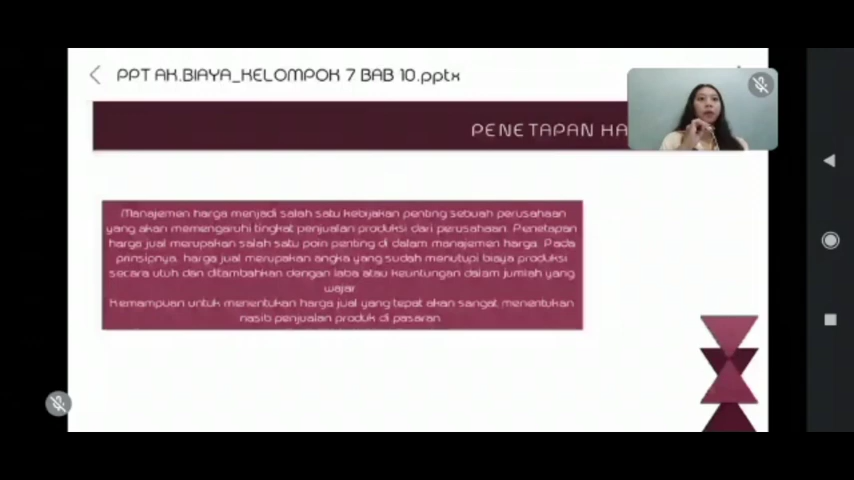 PPT AK.BIAYA_KELOMPOK 7 BAB 10.pptx
PENETAPAN HA
Manajemen harga menjadi salah satu kebijakan penting sebuah perusahaan
yang akan memengaruhi tingkat penjualan produksi dari perusahaan. Penetapan
harga jual merupakan salah satu poin penting di dalam manajemen harga. Pada
prinsipnya, harga jual merupakan angka yang sudah menutupi biaya produksi
secara utuh dan ditambahkan dengan laba atau keuntungan dalam jumlah yang
wajar
Kemampuan untuk menentukan harga jual yang tepat akan sangat menentukan
nasib penjualan produk di pasaran.